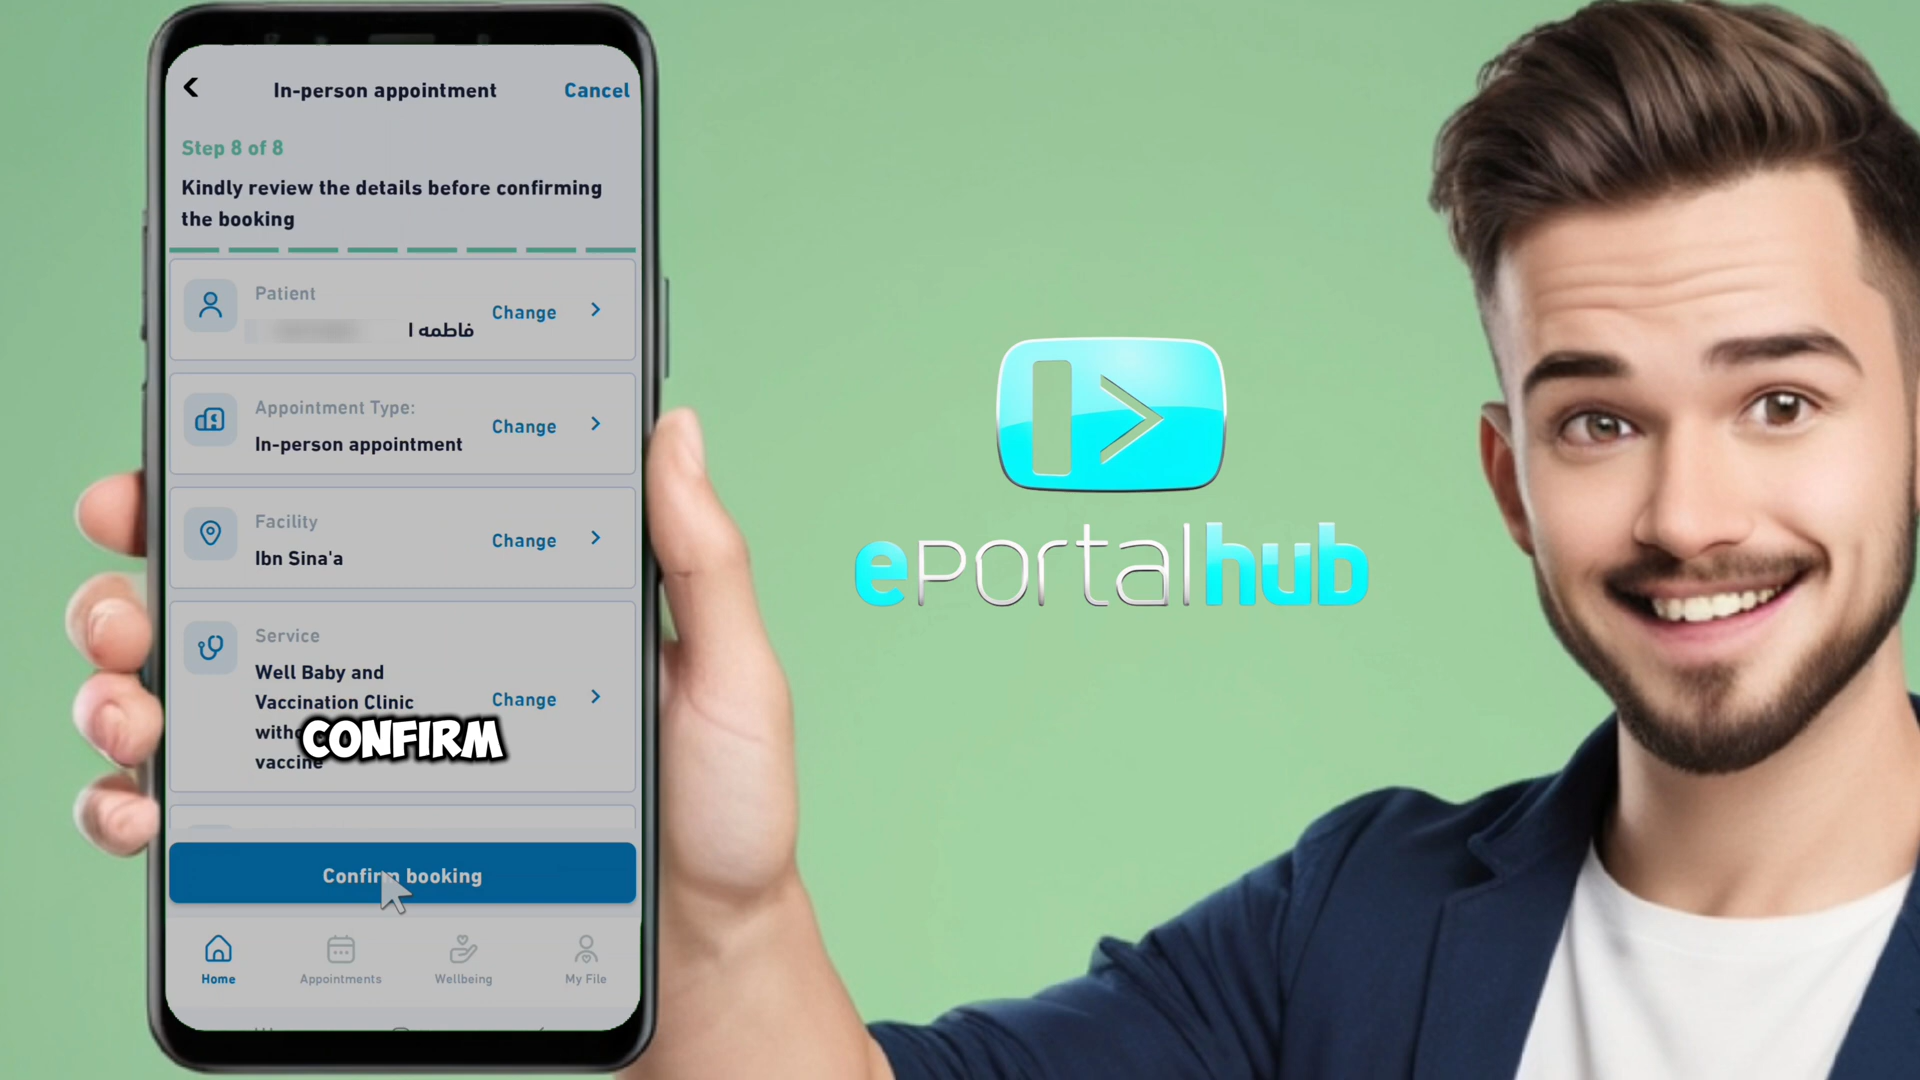 In-person appointment
Cancel
Step 8 of 8
Kindly review the details before confirming
the booking
Patient
فاطمه ا
Change
Appointment Type:
In-person appointment
Change
Facility
Ibn Sina'a
Change
Service
Well Baby and
Vaccination Clinic
vaccine
Change
CONFIRM
Confirm booking
Home
Appointments
Wellbeing
My File
ePortalhub